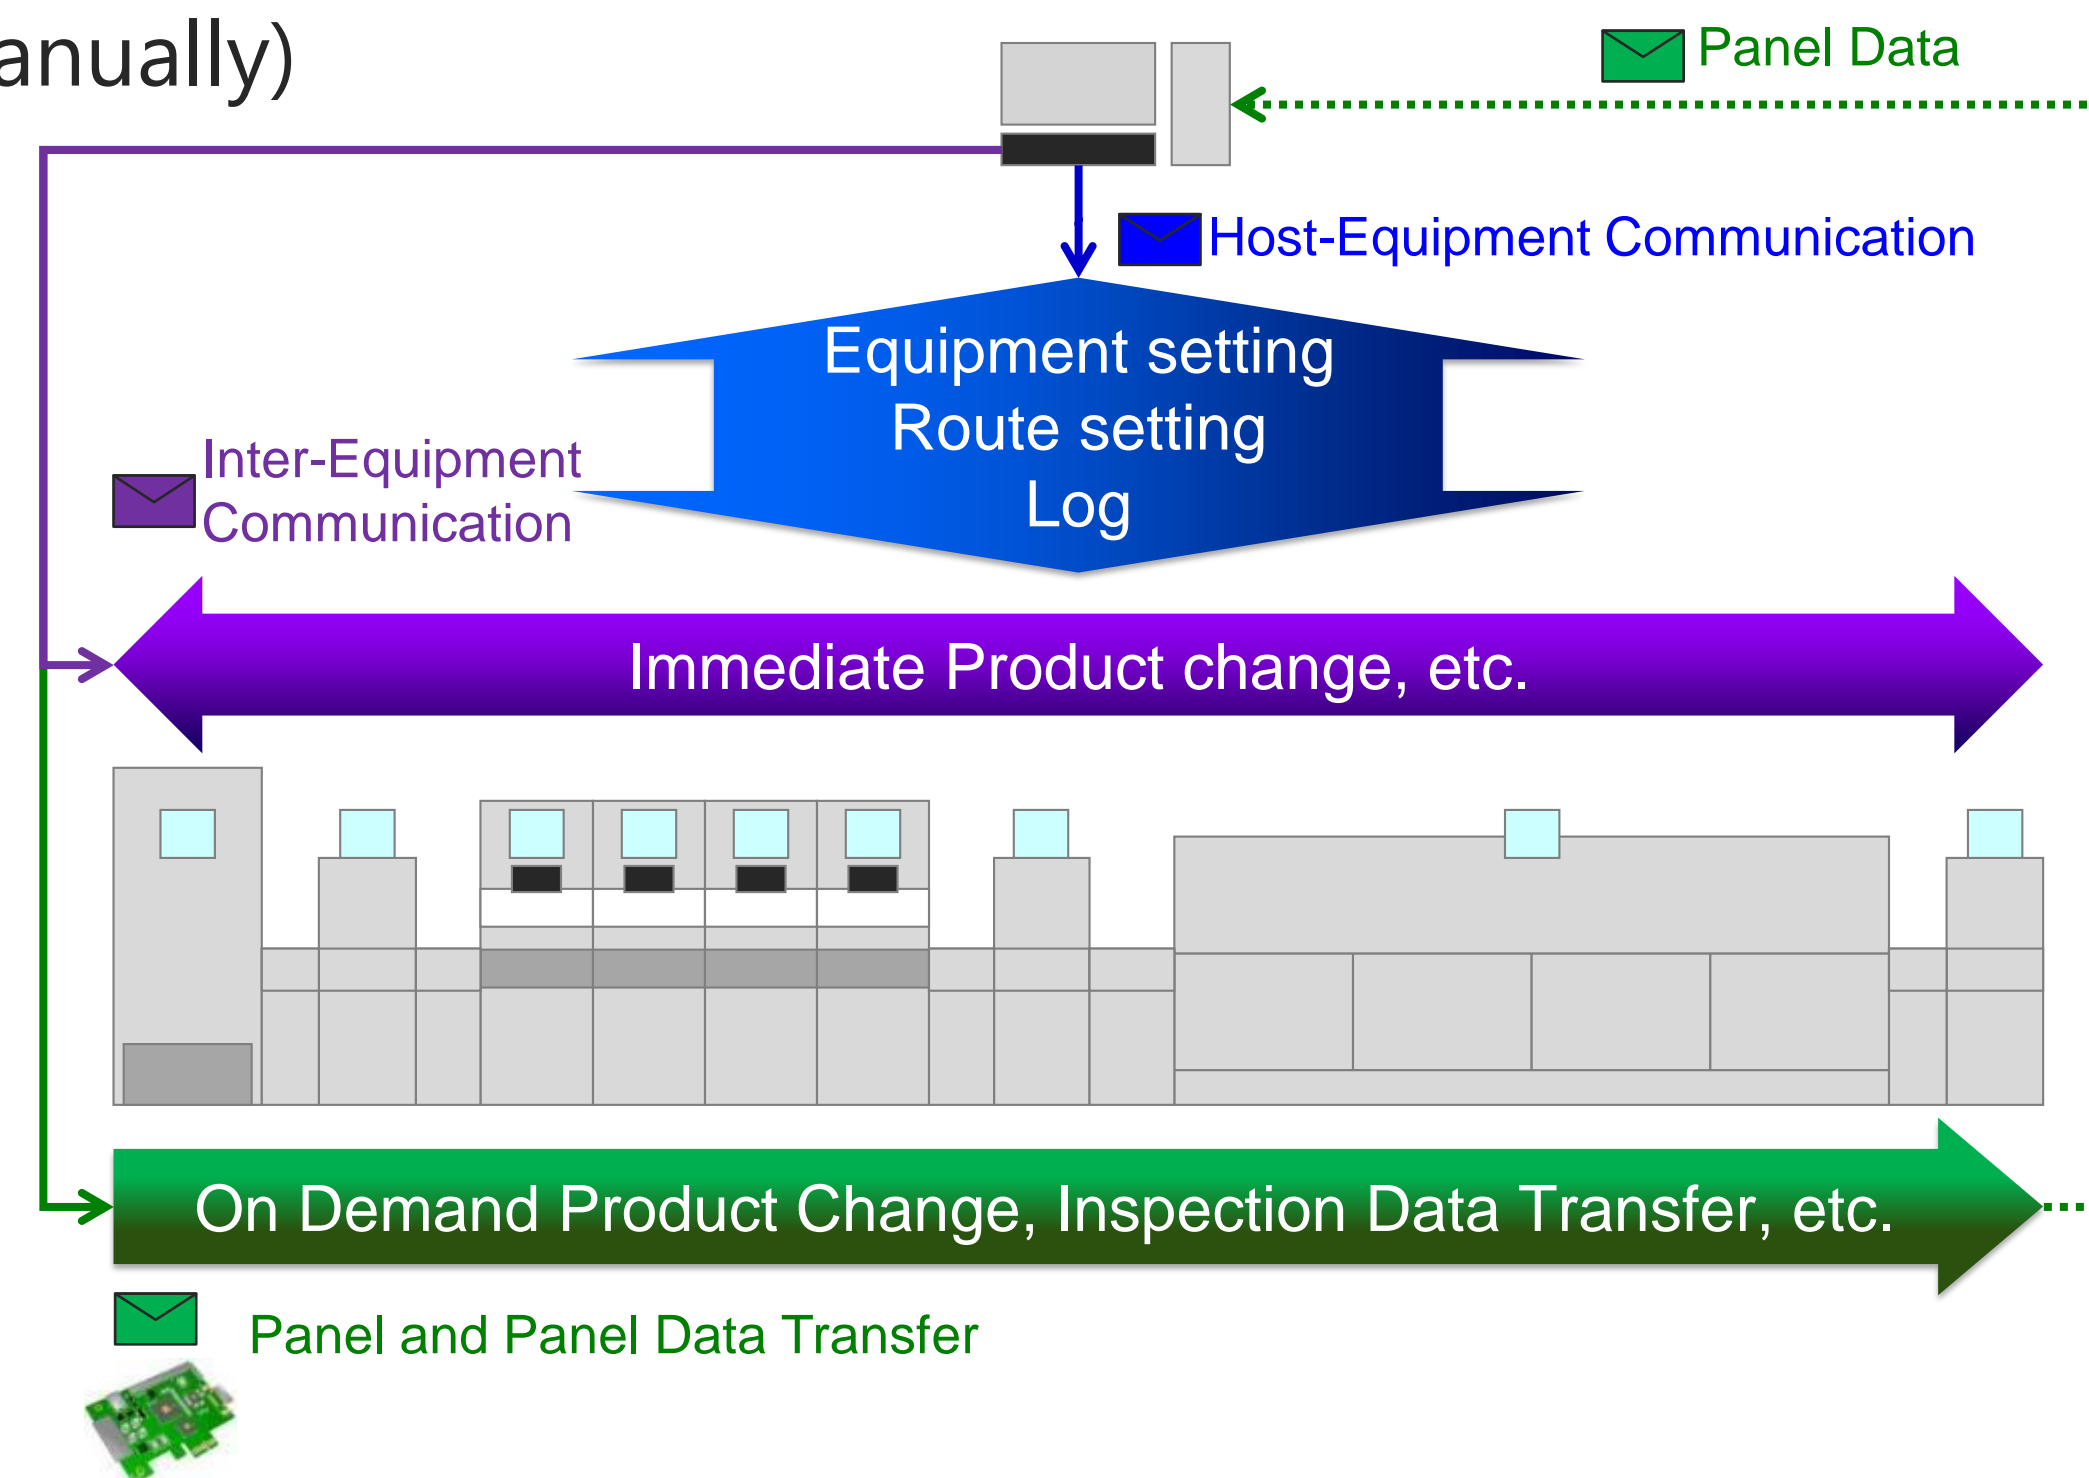 anually)
Panel Data
Host-Equipment Communication
Equipment setting
Route setting
Log
Inter-Equipment
Communication
Immediate Product change, etc.
On Demand Product Change, Inspection Data Transfer, etc.
Panel and Panel Data Transfer